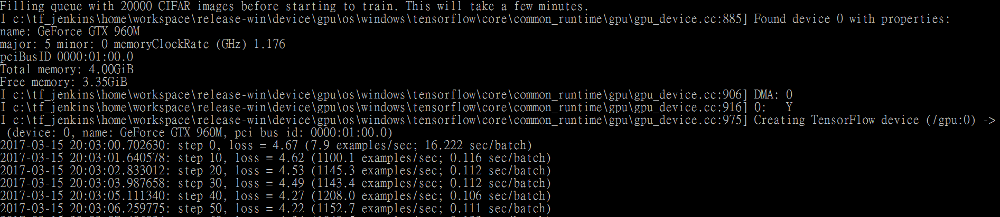 Filling queue with 20000 CIFAR images before starting to train. This will take a few minutes.
I c:\tf_jenkins\home\workspace\release-win\device\gpu\os\windows\tensorflow\core\common_runtime\gpu\gpu_device.cc:885] Found device 0 with properties:
name: GeForce GTX 960M
major: 5 minor: 0 memoryClockRate (GHz) 1.176
pciBusID 0000:01:00.0
Total memory: 4.00GiB
Free memory: 3.35GiB
I c:\tf_jenkins\home\workspace\release-win\device\gpu\os\windows\tensorflow\core\common_runtime\gpu\gpu_device.cc:906] DMA: 0
I c:\tf_jenkins\home\workspace\release-win\device\gpu\os\windows\tensorflow\core\common_runtime\gpu\gpu_device.cc:916] 0:   Y
I c:\tf_jenkins\home\workspace\release-win\device\gpu\os\windows\tensorflow\core\common_runtime\gpu\gpu_device.cc:975] Creating TensorFlow device (/gpu:0) ->
(device: 0, name: GeForce GTX 960M, pci bus id: 0000:01:00.0)
2017-03-15 20:03:00.702630: step 0, loss = 4.67 (7.9 examples/sec; 16.222 sec/batch)
2017-03-15 20:03:01.640578: step 10, loss = 4.62 (1100.1 examples/sec; 0.116 sec/batch)
2017-03-15 20:03:02.833012: step 20, loss = 4.53 (1145.3 examples/sec; 0.112 sec/batch)
2017-03-15 20:03:03.987658: step 30, loss = 4.49 (1143.4 examples/sec; 0.112 sec/batch)
2017-03-15 20:03:05.111340: step 40, loss = 4.27 (1208.0 examples/sec; 0.106 sec/batch)
2017-03-15 20:03:06.259775: step 50, loss = 4.22 (1152.7 examples/sec; 0.111 sec/batch)